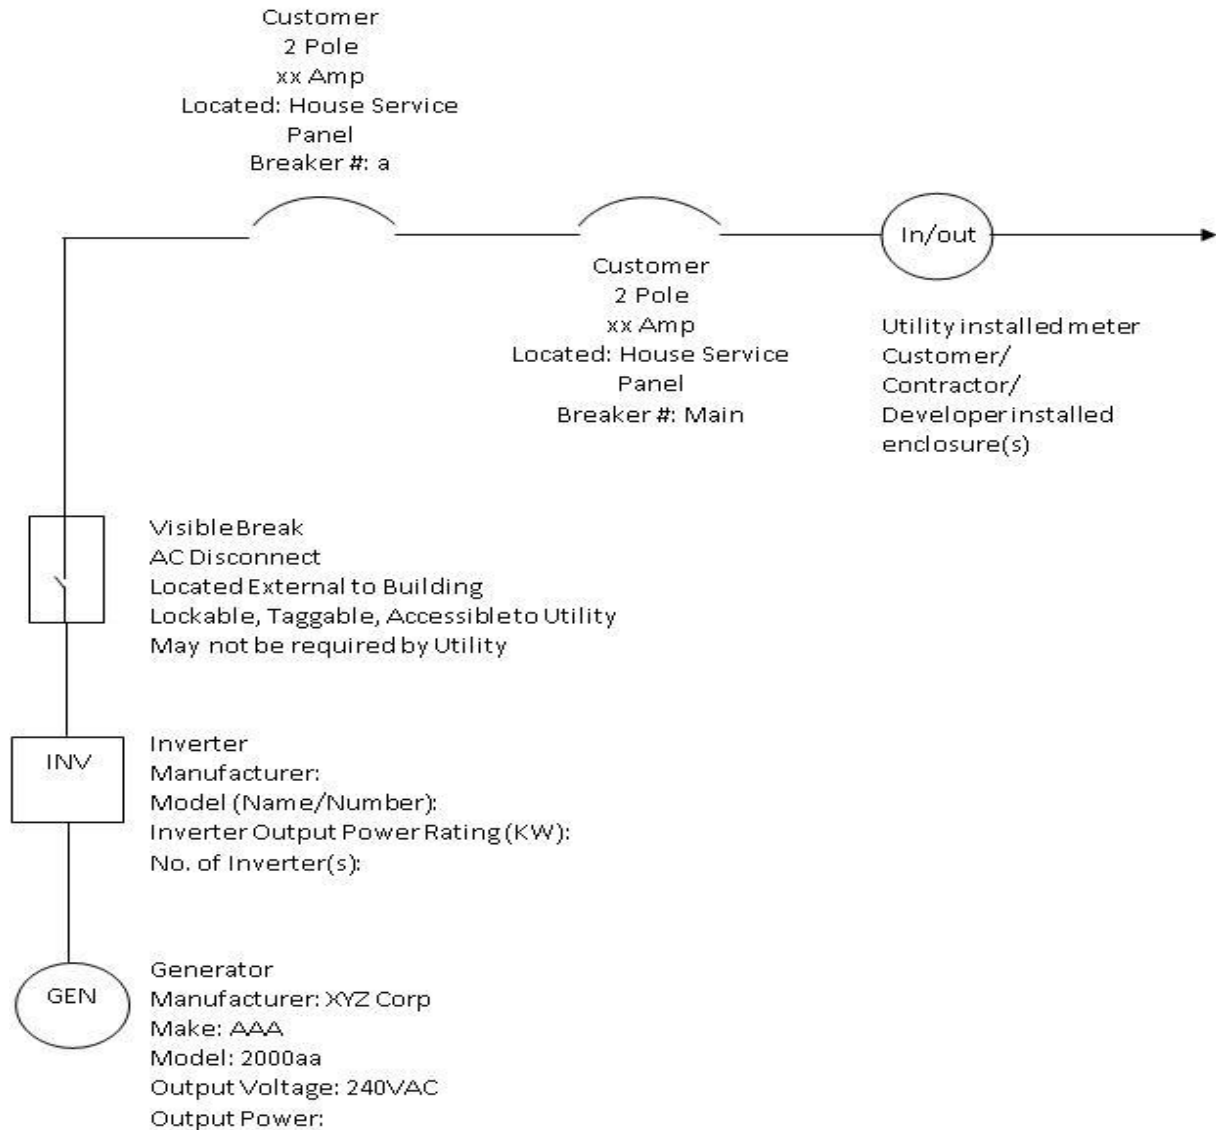 Customer
2 Pole
xx Amp
Located: House Service
Panel
Breaker #: a
In/out
Customer
2 Pole
xx Amp
Located: House Service
Panel
Breaker #: Main
Utility installed meter
Customer/
Contractor/
Developer installed
enclosure(s)
Visible Break
AC Disconnect
Located External to Building
Lockable, Taggable, Accessible to Utility
May not be required by Utility
INV
Inverter
Manufacturer:
Model (Name/Number):
Inverter Output Power Rating (KW):
No. of Inverter(s):
GEN
Generator
Manufacturer: XYZ Corp
Make: AAA
Model: 2000aa
Output Voltage: 240VAC
Output Power: